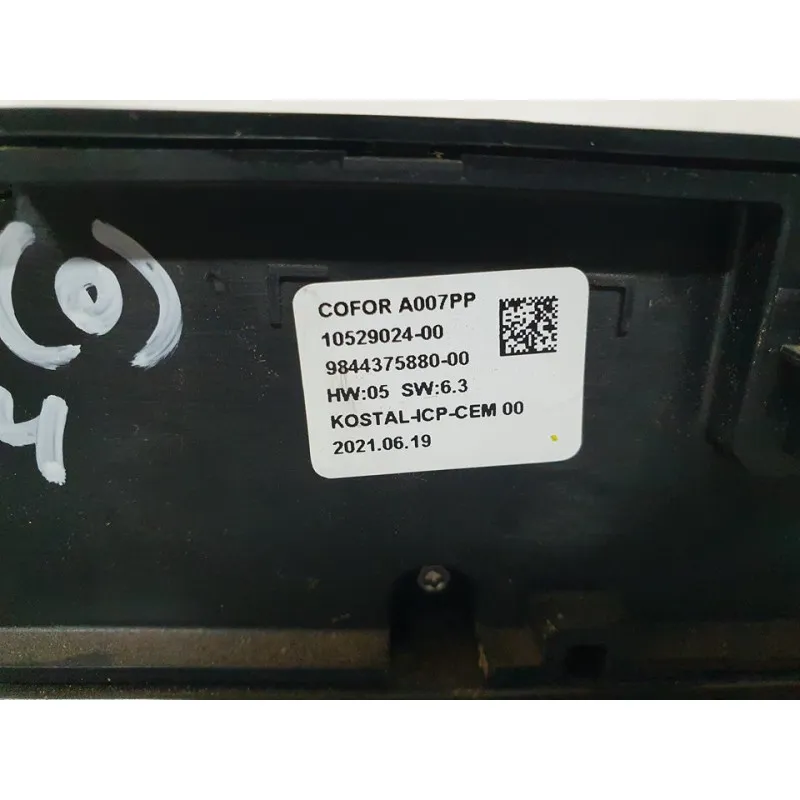 COFOR A007PP
10529024-00
9844375880-00
HW:05 SW:6.3
KOSTAL-ICP-CEM 00
2021.06.19